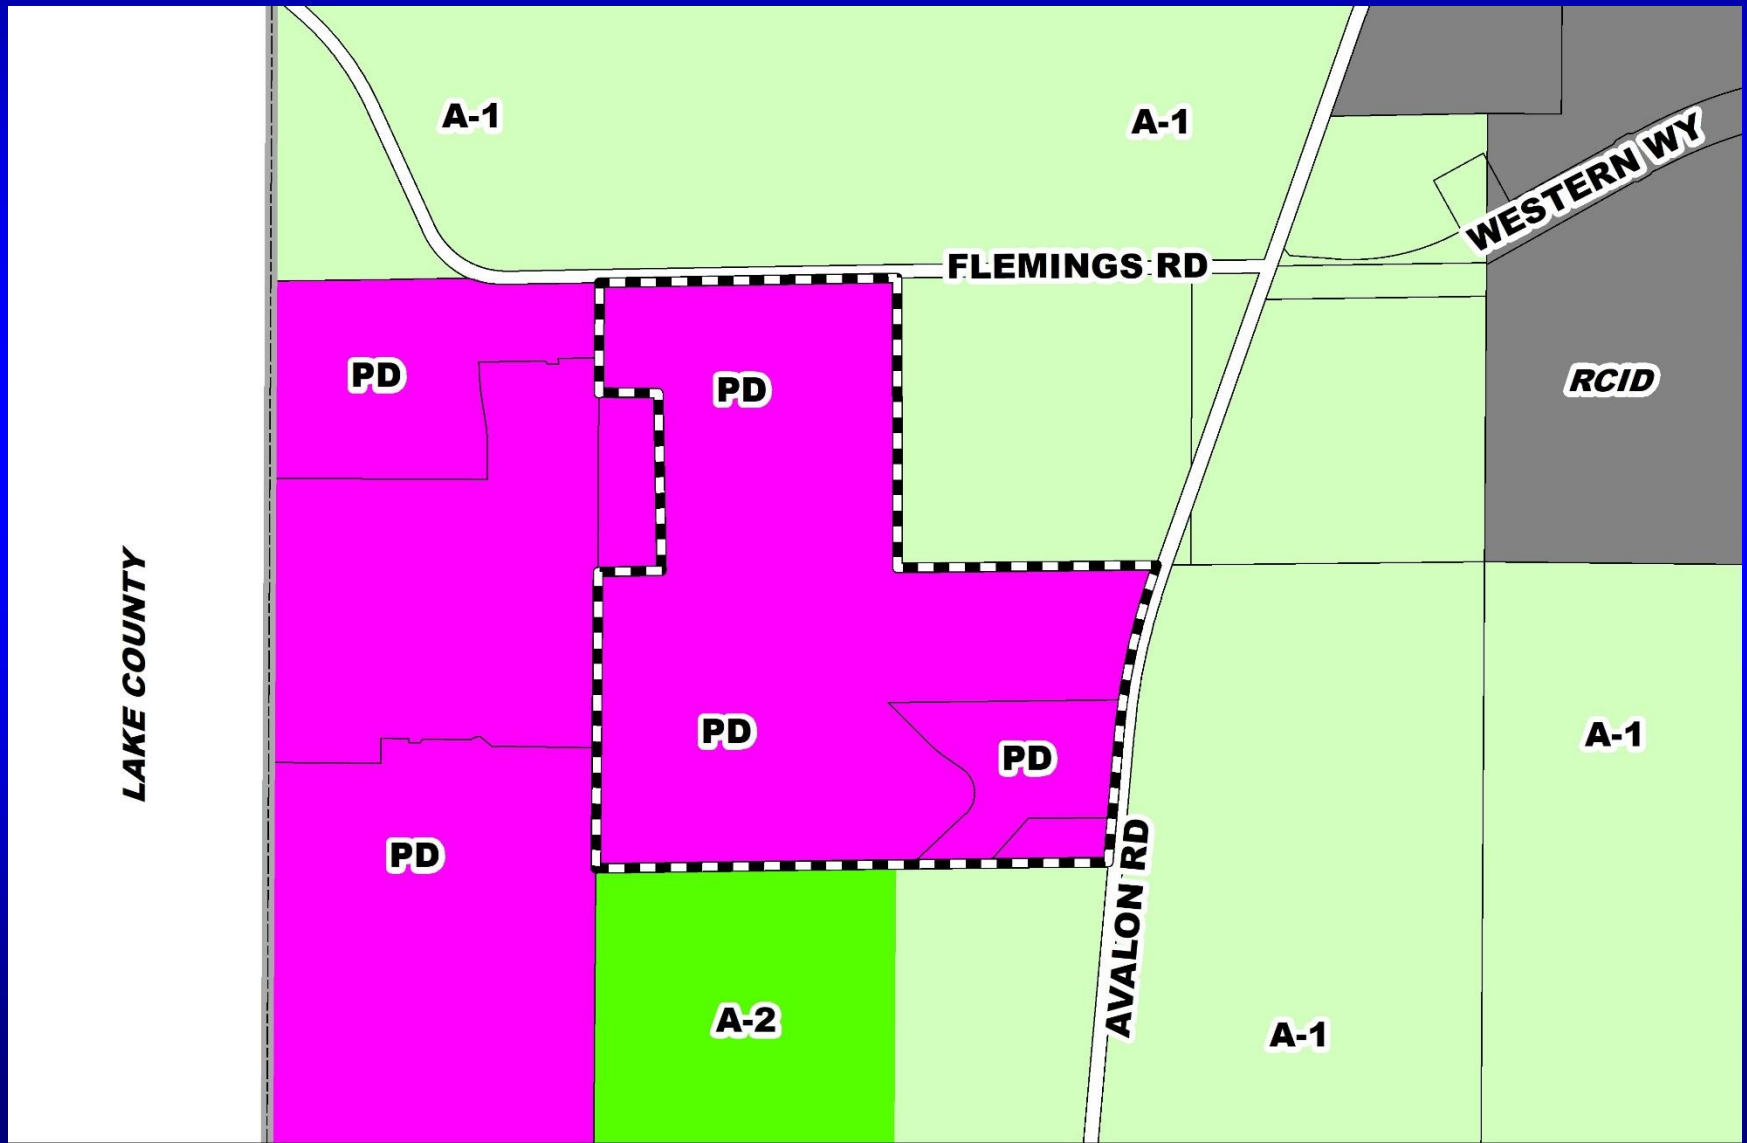 A-1
A-1
WESTERN WY
FLEMINGS RD
PD
PD
RCID
LAKE COUNTY
PD
PD
A-1
PD
AVALON RD
A-2
A-1